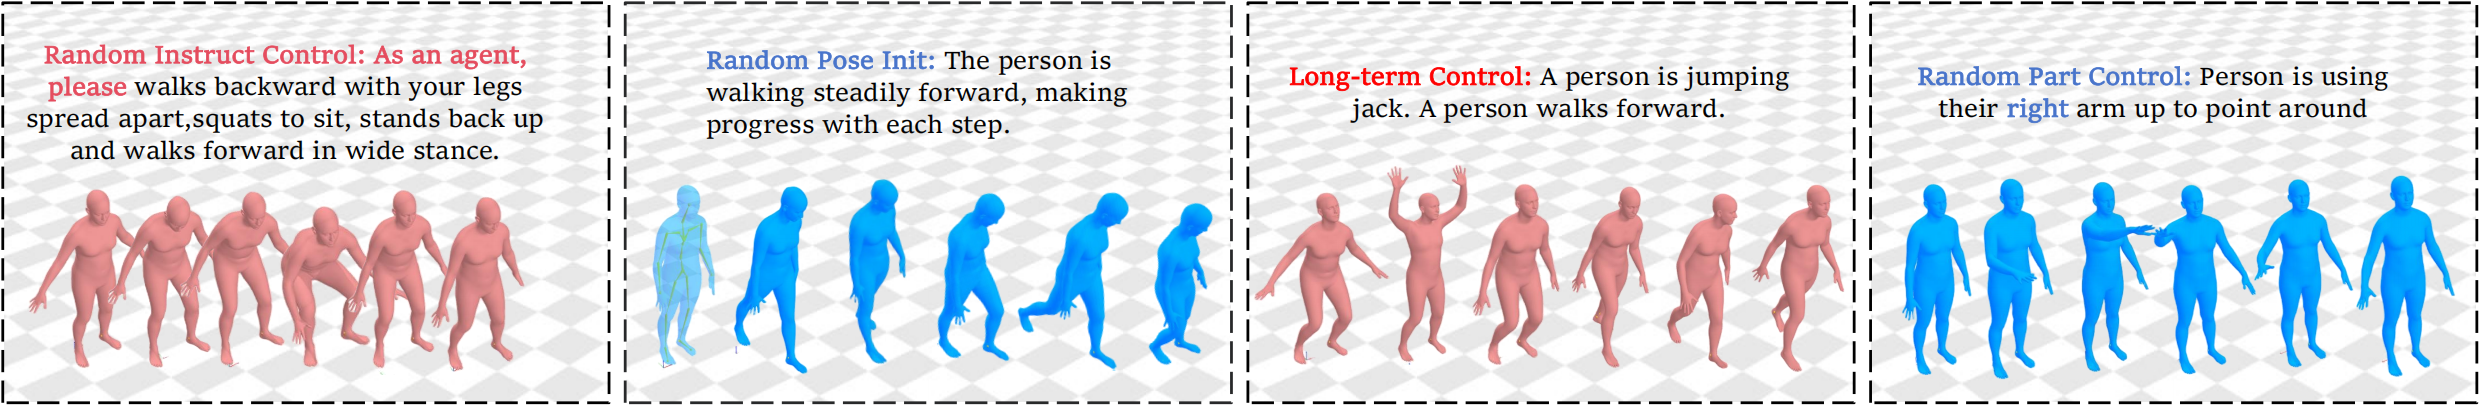 Random Instruct Control: As an agent,
please walks backward with your legs
spread apart,squats to sit, stands back up
and walks forward in wide stance.
Random Pose Init: The person is
walking steadily forward, making
progress with each step.
Long-term Control: A person is jumping
jack. A person walks forward.
Random Part Control: Person is using
their right arm up to point around